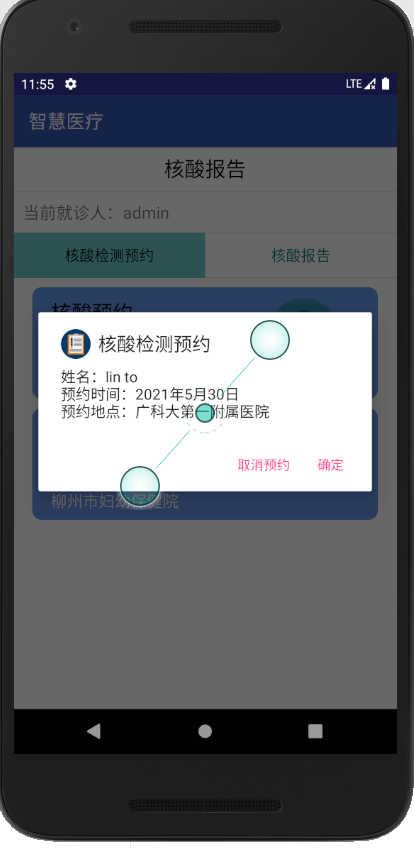 11:55 LTE
智慧医疗
核酸报告
当前就诊人：admin
核酸检测预约 核酸报告
核酸预约
核酸检测预约
姓名：lin to
预约时间：2021年5月30日
预约地点：广科大第一附属医院
取消预约 确定
柳州市妇幼保健院